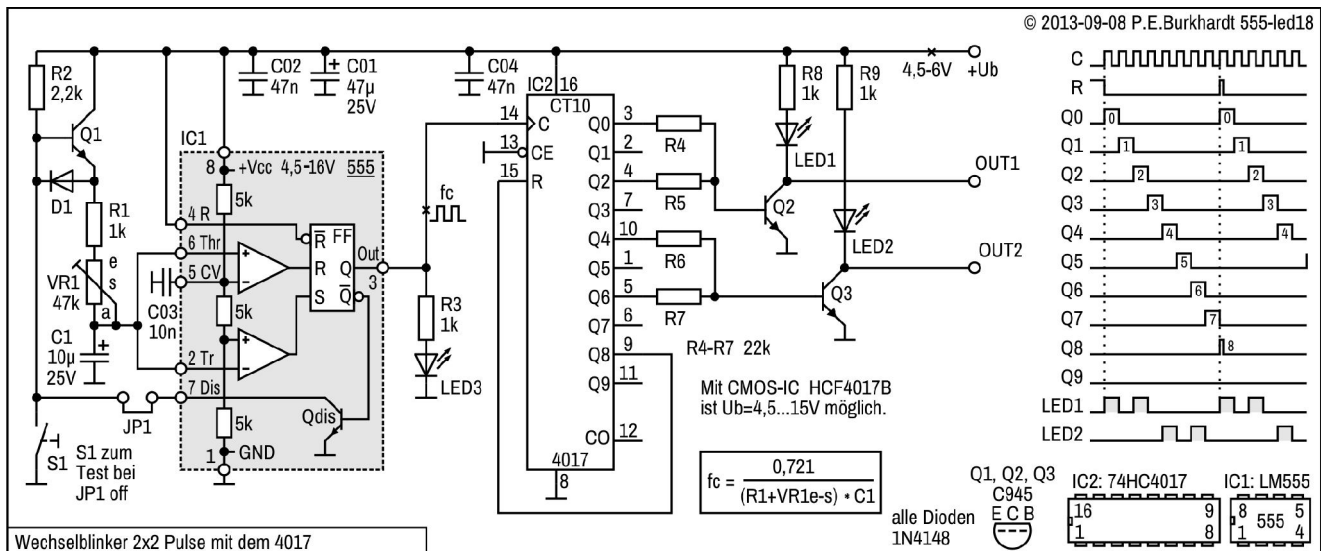 © 2013-09-08 P.E.Burkhardt 555-led18
R2
2,2k
Q1
D1
R1
1k
e
s
a
VR1
47k
C1
10µ
25V
+
S1
S1 zum
Test bei
JP1 off
JP1
C02
47n
+ C01
47µ
25V
C04
47n
IC1
8
+Vcc 4,5-16V 555
5k
4 R
6 Thr
5 CV
C03
10n
5k
2 Tr
7 Dis
5k
1
GND
+
-
+
-
R FF
R Q
S Q
Out
3
Qdis
fc
R3
1k
LED3
IC2 16
CT10
14
C
13
CE
15
R
Q0 3
Q1 2
Q2 4
Q3 7
Q4 10
Q5 1
Q6 5
Q7 6
Q8 9
Q9 11
CO 12
4017
8
R4
R5
R6
R7
R4-R7 22k
R8
1k
R9
1k
LED1
LED2
Q2
Q3
4,5-6V
+Ub
OUT1
OUT2
Mit CMOS-IC HCF4017B
ist Ub=4,5...15V möglich.
fc = 0,721
(R1+VR1e-s) • C1
C
R
Q0 0 0
Q1 1 1
Q2 2 2
Q3 3 3
Q4 4 4
Q5 5
Q6 6
Q7 7
Q8 8
Q9
LED1
LED2
alle Dioden
1N4148
Q1, Q2, Q3
C945
E C B
IC2: 74HC4017
16 9
1 8
IC1: LM555
8 5
555
1 4
Wechselblinker 2x2 Pulse mit dem 4017